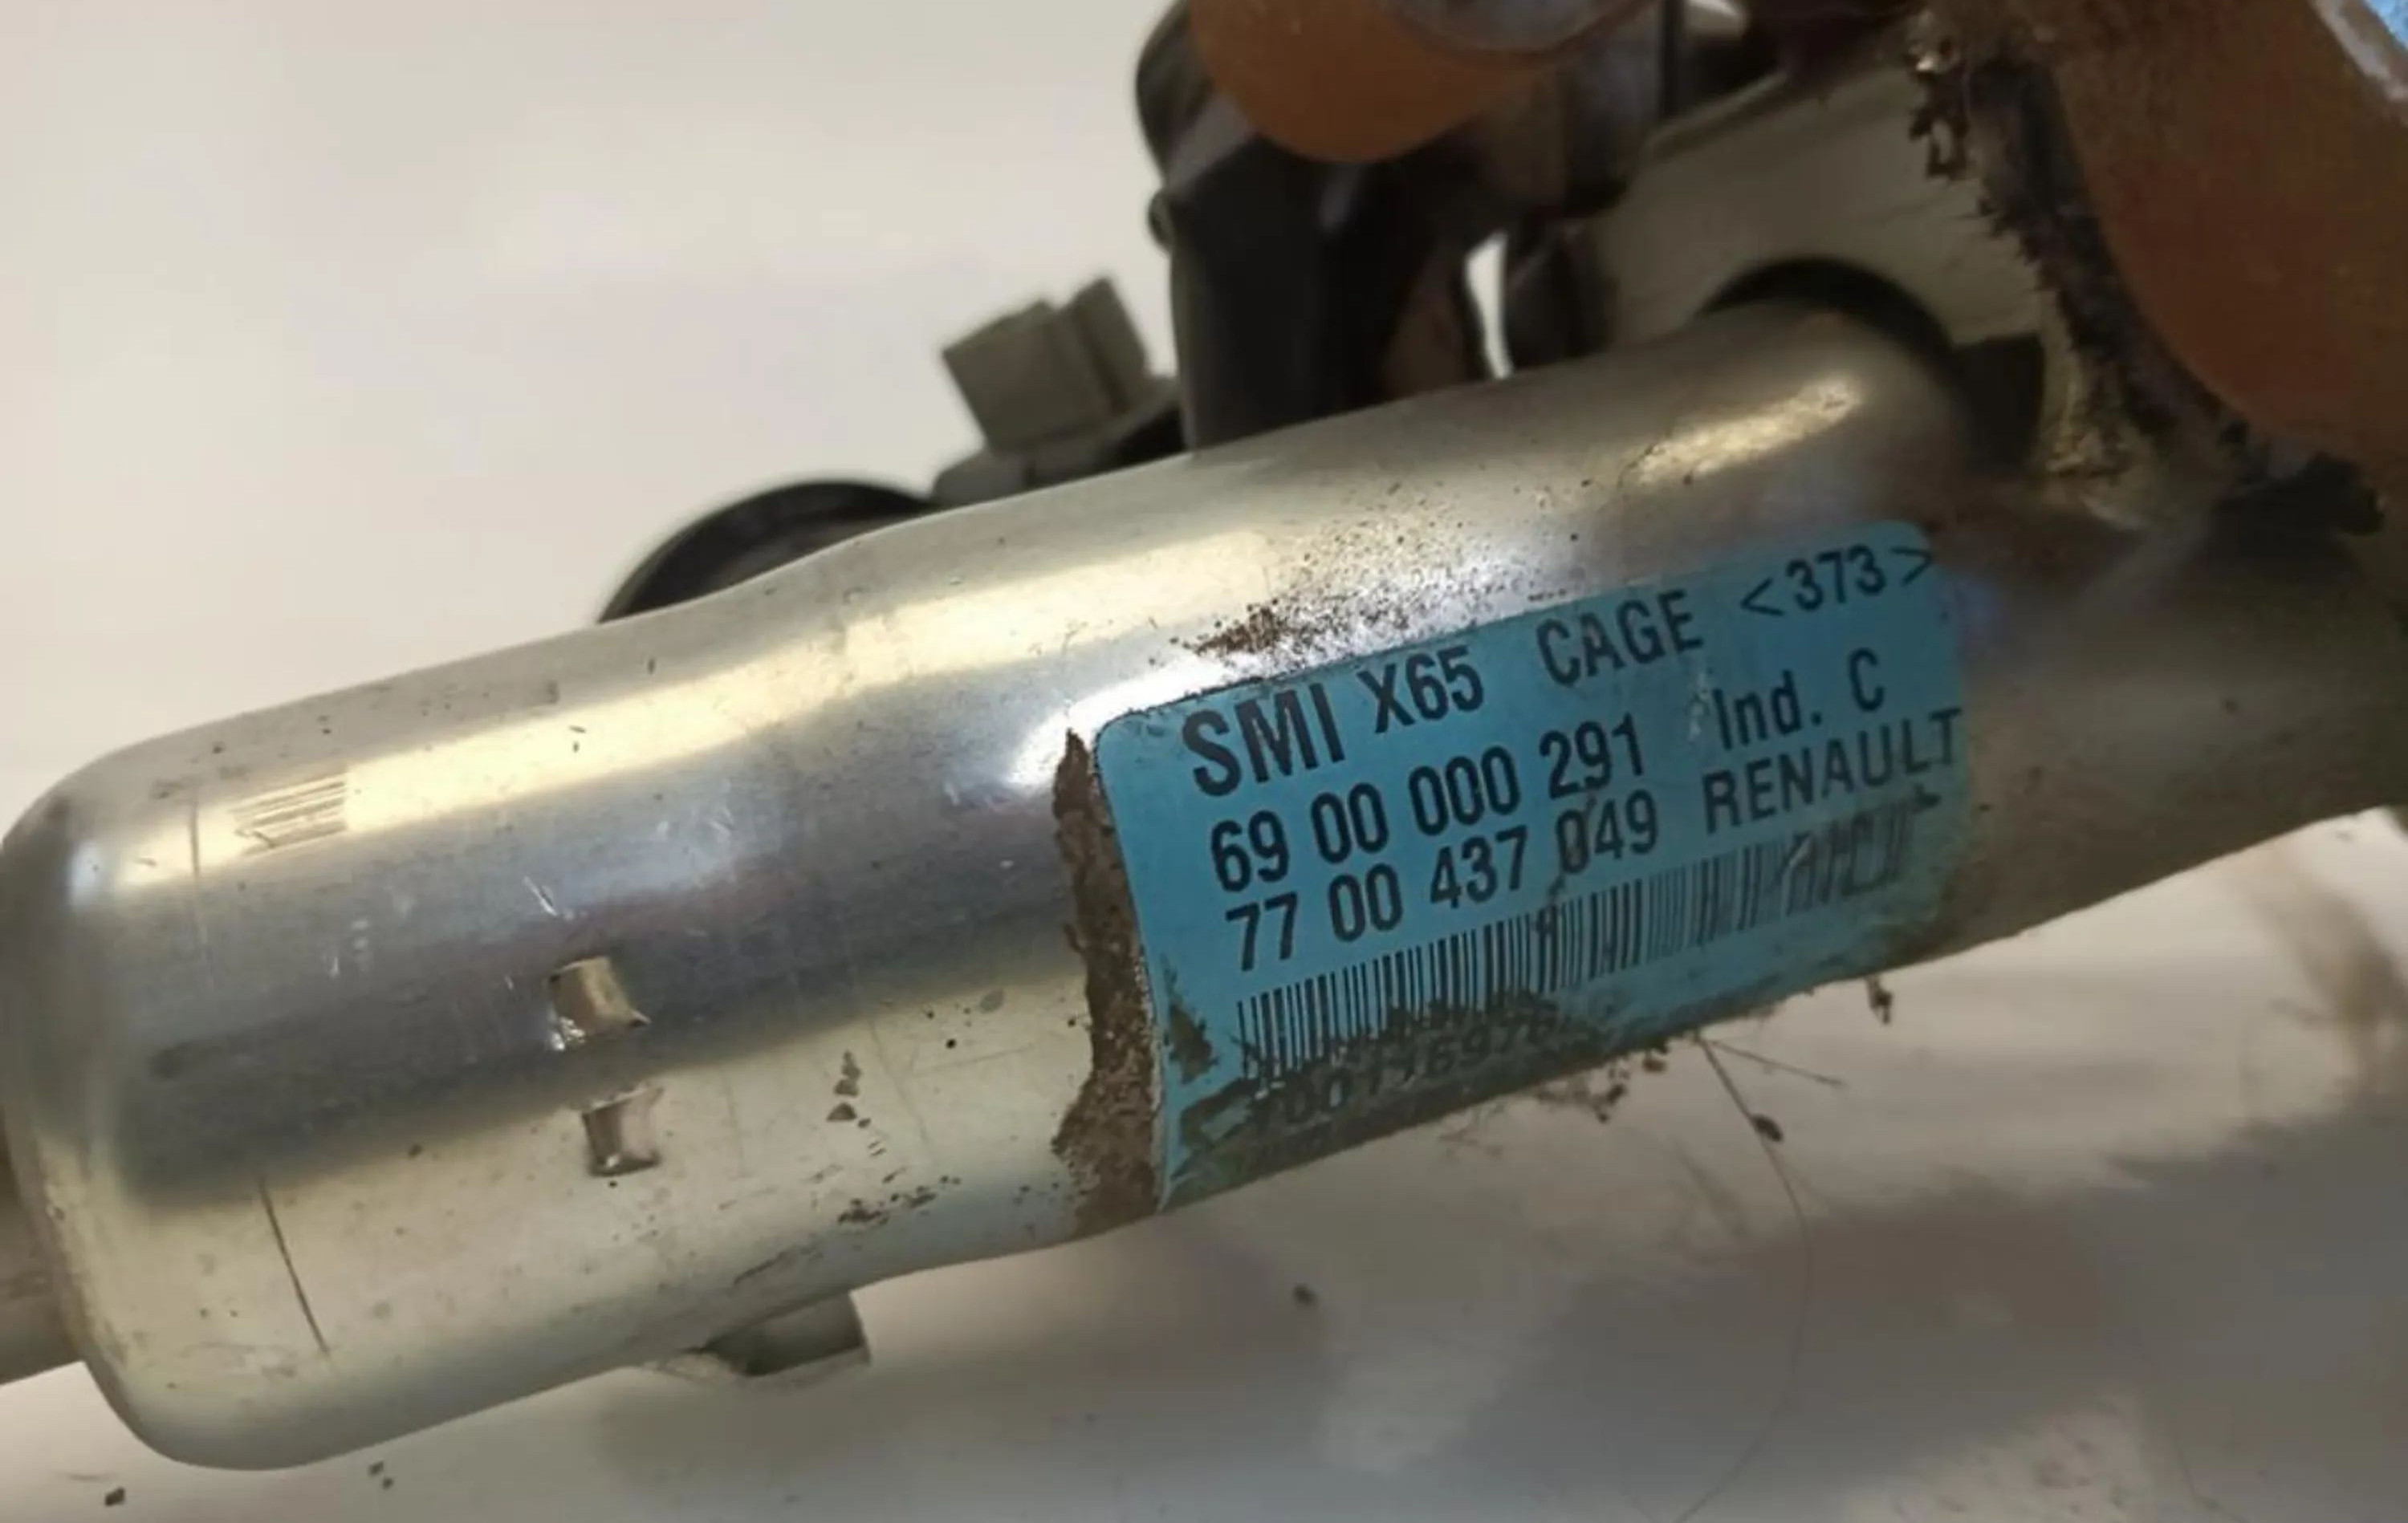 SMI X65 CAGE <373>
69 00 000 291 Ind. C
77 00 437 049 RENAULT